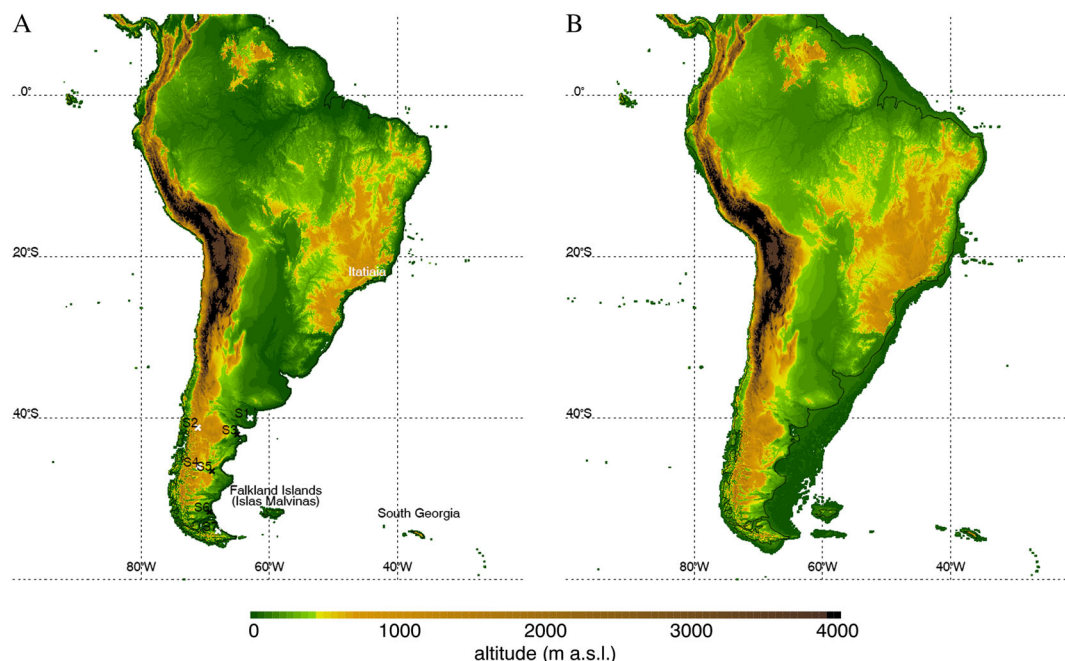 A
B
0°
20°S
40°S
0°
20°S
40°S
Itatiaia
S1
S2
S3
S4
S5
S6
Falkland Islands
(Islas Malvinas)
South Georgia
80°W 60°W 40°W
80°W 60°W 40°W
0 1000 2000 3000 4000
altitude (m a.s.l.)